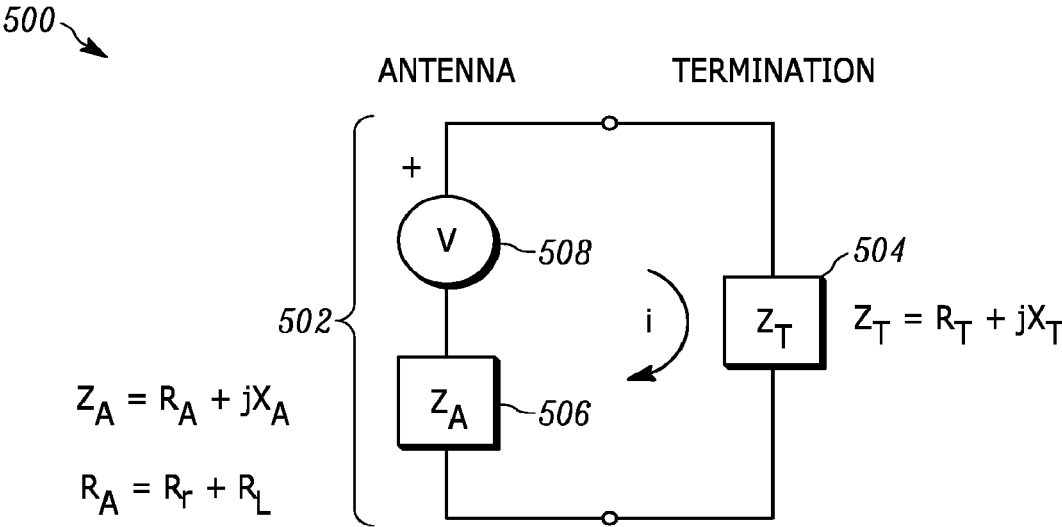 500
ANTENNA
TERMINATION
+
V
508
504
502
i
Z_T
Z_T = R_T + jX_T
Z_A = R_A + jX_A
Z_A
506
R_A = R_r + R_L